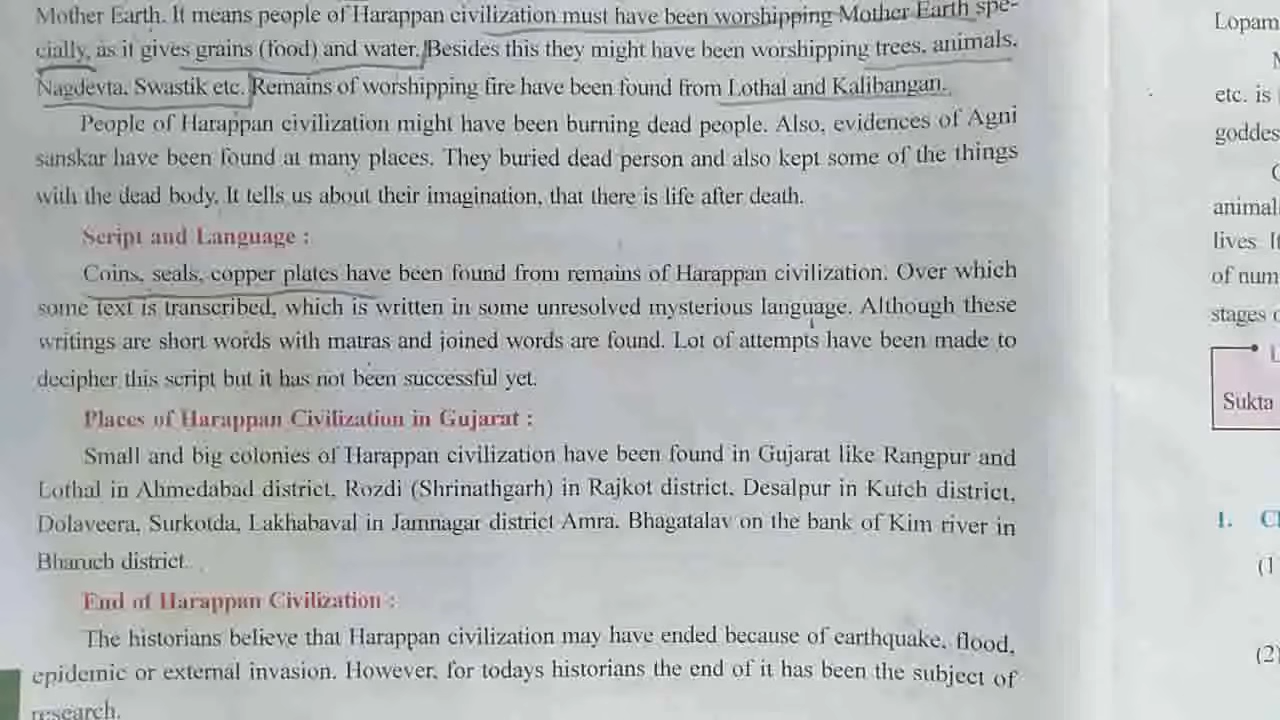 Mother Earth. It means people of Harappan civilization must have been worshipping Mother Earth spe-
cially, as it gives grains (food) and water. Besides this they might have been worshipping trees, animals,
Nagdevta, Swastik etc. Remains of worshipping fire have been found from Lothal and Kalibangan.
People of Harappan civilization might have been burning dead people. Also, evidences of Agni
sanskar have been found at many places. They buried dead person and also kept some of the things
with the dead body. It tells us about their imagination, that there is life after death.
Script and Language :
Coins, seals, copper plates have been found from remains of Harappan civilization. Over which
some text is transcribed, which is written in some unresolved mysterious language. Although these
writings are short words with matras and joined words are found. Lot of attempts have been made to
decipher this script but it has not been successful yet.
Places of Harappan Civilization in Gujarat :
Small and big colonies of Harappan civilization have been found in Gujarat like Rangpur and
Lothal in Ahmedabad district, Rozdi (Shrinathgarh) in Rajkot district, Desalpur in Kutch district,
Dolaveera, Surkotda, Lakhabaval in Jamnagar district Amra, Bhagatalav on the bank of Kim river in
Bharuch district.
End of Harappan Civilization :
The historians believe that Harappan civilization may have ended because of earthquake, flood,
epidemic or external invasion. However, for todays historians the end of it has been the subject of
research.
Lopam
etc. is
goddes
animal
lives. It
of num
stages
Sukta
1.
(1
(2)